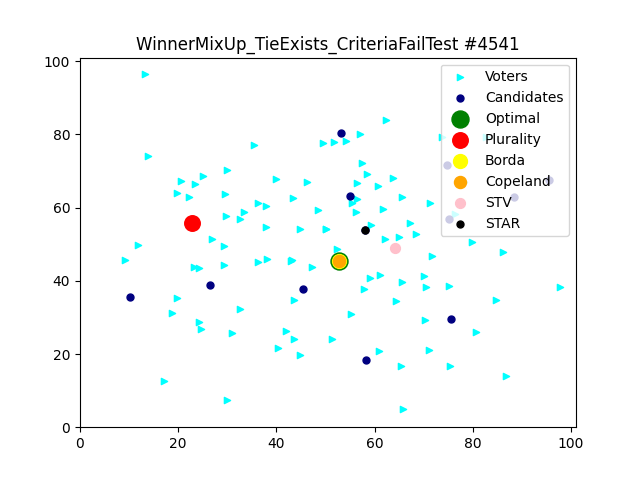 WinnerMixUp_TieExists_CriteriaFailTest #4541
100
80
60
40
20
0
0 20 40 60 80 100
Voters
Candidates
Optimal
Plurality
Borda
Copeland
STV
STAR